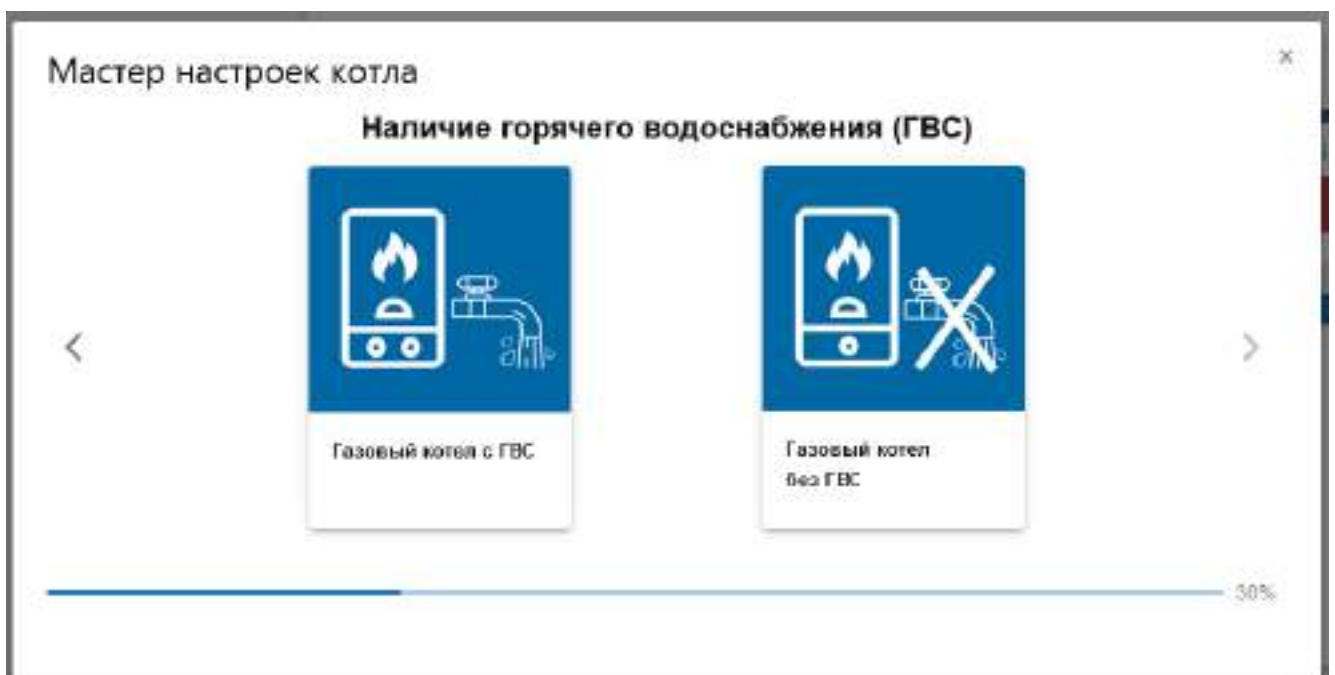 Мастер настроек котла
Наличие горячего водоснабжения (ГВС)
Газовый котел с ГВС
Газовый котел
без ГВС
30%